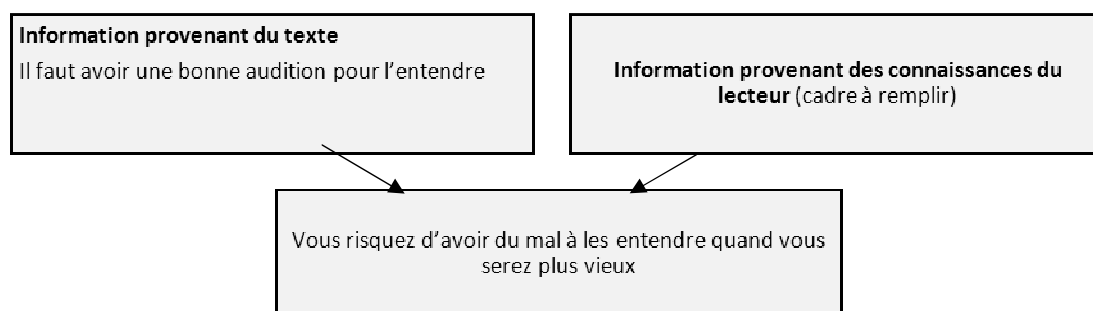 Information provenant du texte
Il faut avoir une bonne audition pour l’entendre
Information provenant des connaissances du
lecteur (cadre à remplir)
Vous risquez d’avoir du mal à les entendre quand vous
serez plus vieux